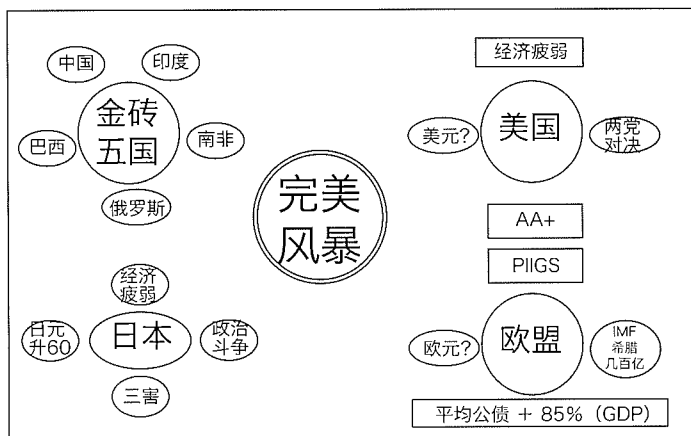 中国
印度
金砖
五国
巴西
南非
俄罗斯
经济疲弱
美元?
美国
两党
对决
完美
风暴
AA+
PIIGS
经济
疲弱
日元
升60
日本
政治
斗争
三害
欧元?
欧盟
IMF
希腊
几百亿
平均公债 + 85% (GDP)